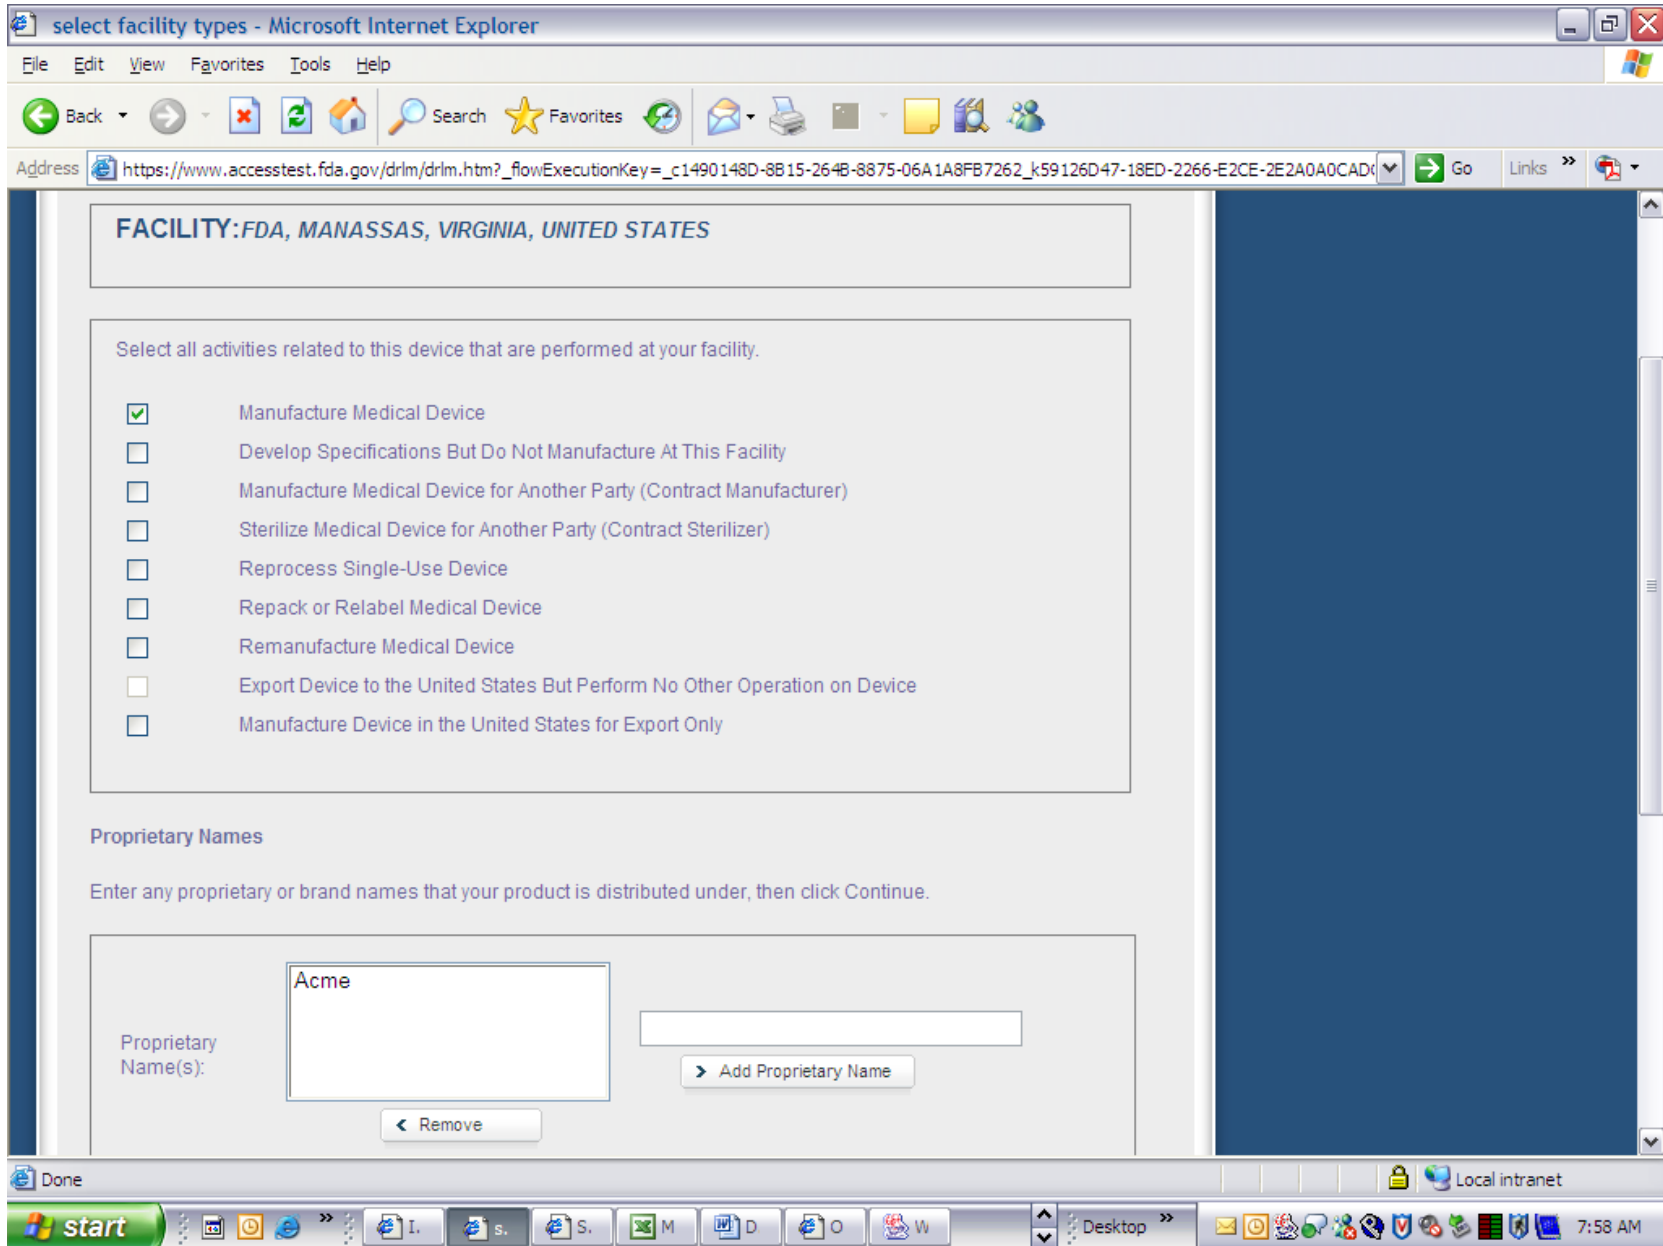 select facility types - Microsoft Internet Explorer
File Edit View Favorites Tools Help
Back Search Favorites
Address https://www.accesstest.fda.gov/drlm/drlm.htm?_flowExecutionKey=_c1490148D-8B15-264B-8875-06A1A8FB7262_k59126D47-18ED-2266-E2CE-2E2A0A0CAD Go Links »
FACILITY:FDA, MANASSAS, VIRGINIA, UNITED STATES
Select all activities related to this device that are performed at your facility.
Manufacture Medical Device
Develop Specifications But Do Not Manufacture At This Facility
Manufacture Medical Device for Another Party (Contract Manufacturer)
Sterilize Medical Device for Another Party (Contract Sterilizer)
Reprocess Single-Use Device
Repack or Relabel Medical Device
Remanufacture Medical Device
Export Device to the United States But Perform No Other Operation on Device
Manufacture Device in the United States for Export Only
Proprietary Names
Enter any proprietary or brand names that your product is distributed under, then click Continue.
Acme
Proprietary
Name(s):
Add Proprietary Name
Remove
Done Local intranet
start » I. s. S. M D O W Desktop » 7:58 AM